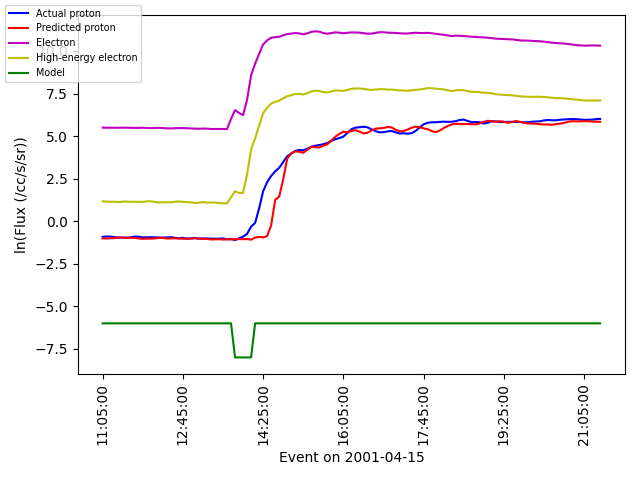 Actual proton
Predicted proton
Electron
High-energy electron
Model
10.0
7.5
5.0
2.5
0.0
−2.5
−5.0
−7.5
ln(Flux (/cc/s/sr))
11:05:00
12:45:00
14:25:00
16:05:00
17:45:00
19:25:00
21:05:00
Event on 2001-04-15